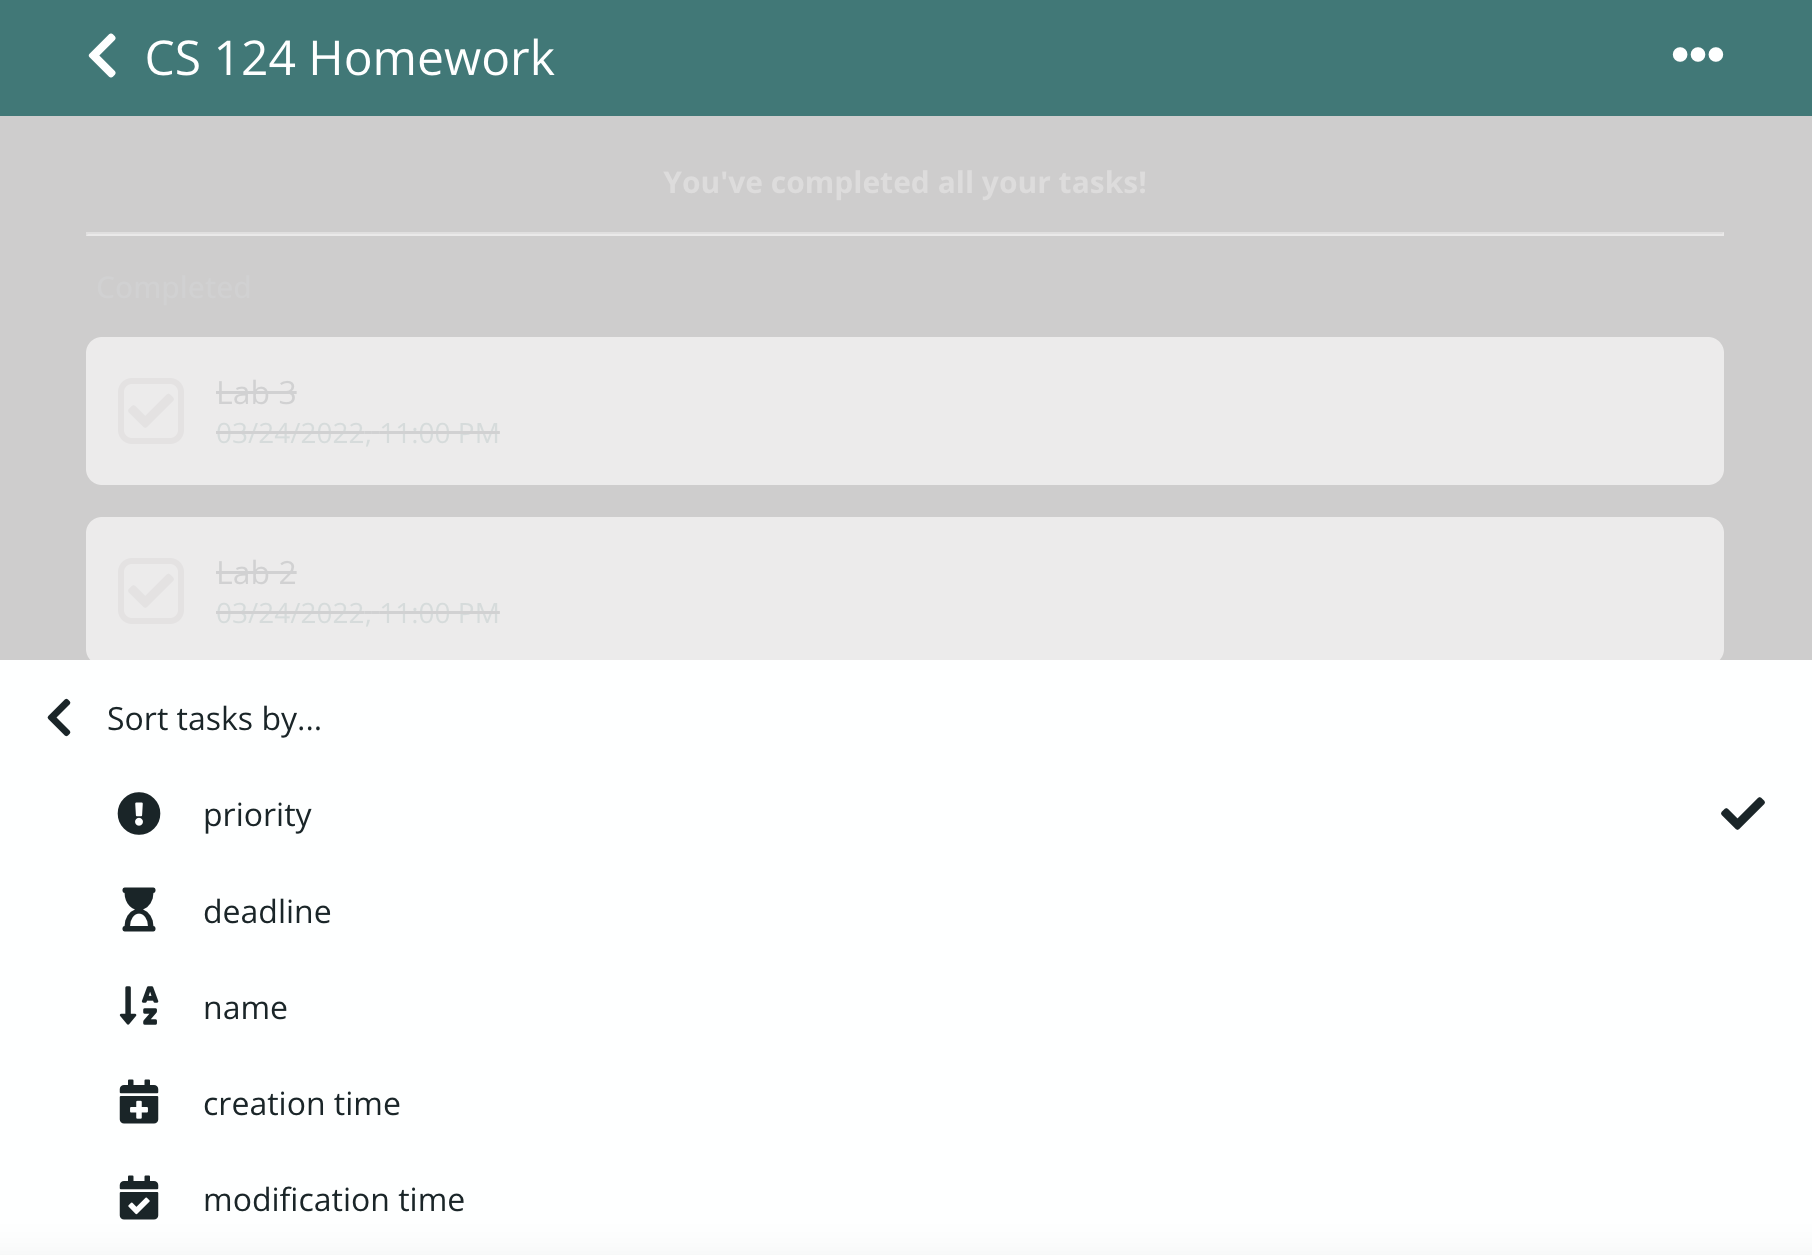 CS 124 Homework
You've completed all your tasks!
Completed
Lab 3
03/24/2022, 11:00 PM
Lab 2
03/24/2022, 11:00 PM
Sort tasks by...
priority
deadline
name
creation time
modification time